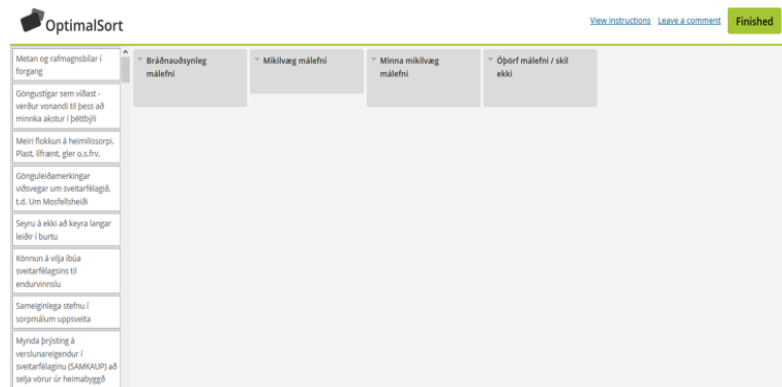 OptimalSort
View instructions Leave a comment Finished
Metan og rafmagnsbílar í
forgang
Göngustígar sem víðast -
verður vonandi til þess að
minnka akstur í þéttbýli
Meiri flokkun á heimilissorpi.
Plast, lífrænt, gler o.s.frv.
Gönguleiðamerkingar
víðsvegar um sveitarfélagið,
t.d. Um Mosfellsheiði
Seyru á ekki að keyra langar
leiðir í burtu
Könnun á vilja íbúa
sveitarfélagsins til
endurvinnslu
Sameiginlega stefnu í
sorpmálum uppsveita
Mynda þrýsting á
verslunareigendur í
sveitarfélaginu (SAMKAUP) að
selja vörur úr heimabyggð
Bráðnauðsynleg
málefni
Mikilvæg málefni
Minna mikilvæg
málefni
Óþörf málefni / skil
ekki